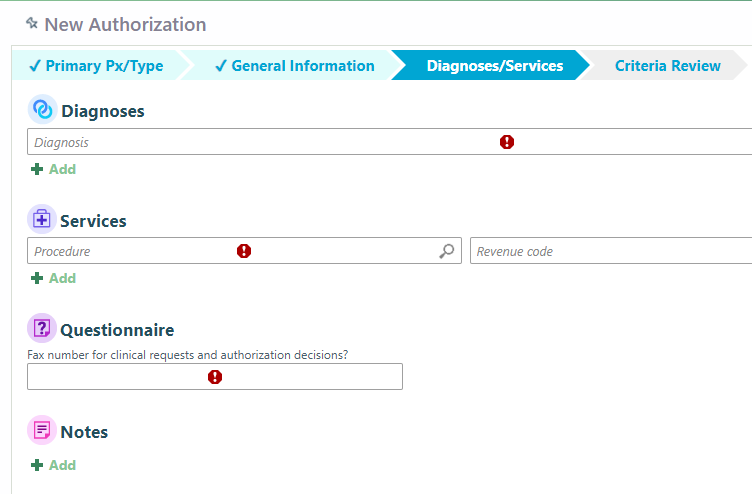 New Authorization
✓ Primary Px/Type
✓ General Information
Diagnoses/Services
Criteria Review
Diagnoses
Diagnosis
Add
Services
Procedure
Revenue code
Add
Questionnaire
Fax number for clinical requests and authorization decisions?
Notes
Add